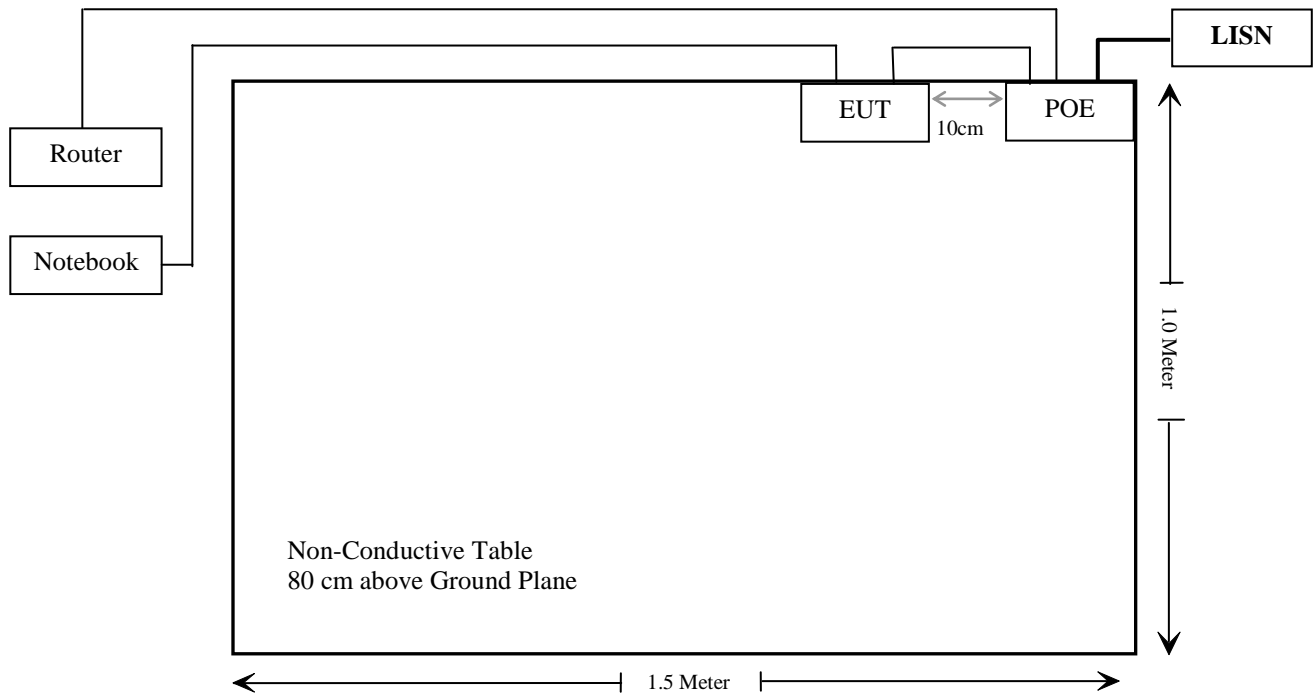 LISN
EUT
10cm
POE
Router
Notebook
1.0 Meter
Non-Conductive Table
80 cm above Ground Plane
1.5 Meter